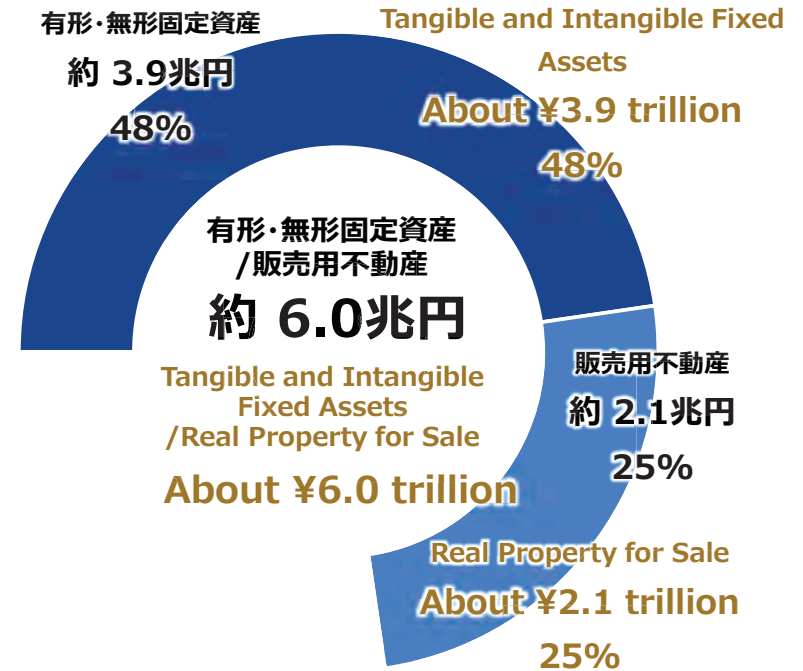 有形・無形固定資産
約 3.9兆円
48%
Tangible and Intangible Fixed
Assets
About ¥3.9 trillion
48%
有形・無形固定資産
/販売用不動産
約 6.0兆円
Tangible and Intangible
Fixed Assets
/Real Property for Sale
About ¥6.0 trillion
販売用不動産
約 2.1兆円
25%
Real Property for Sale
About ¥2.1 trillion
25%